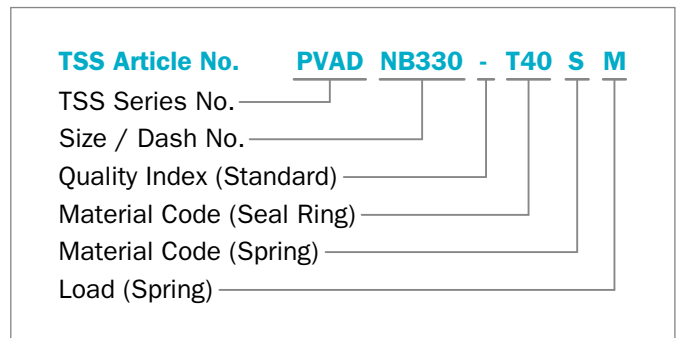 TSS Article No. PVAD NB330 - T40 S M
TSS Series No.
Size / Dash No.
Quality Index (Standard)
Material Code (Seal Ring)
Material Code (Spring)
Load (Spring)